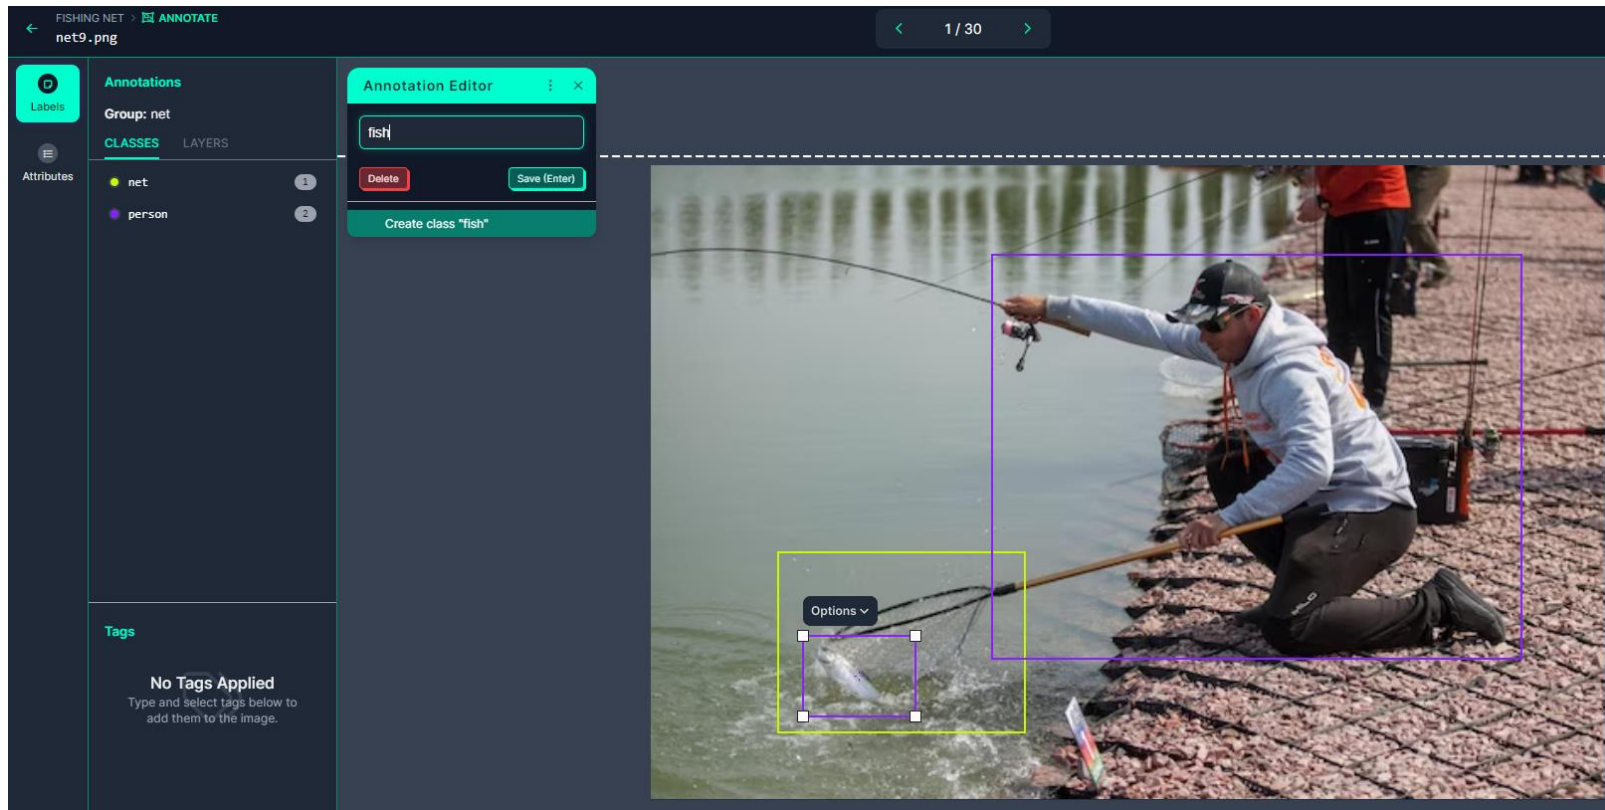 FISHING NET > ANNOTATE
net9.png
1 / 30
Labels
Attributes
Annotations
Group: net
CLASSES LAYERS
net 1
person 2
Annotation Editor
fish
Delete Save (Enter)
Create class "fish"
Options
Tags
No Tags Applied
Type and select tags below to
add them to the image.